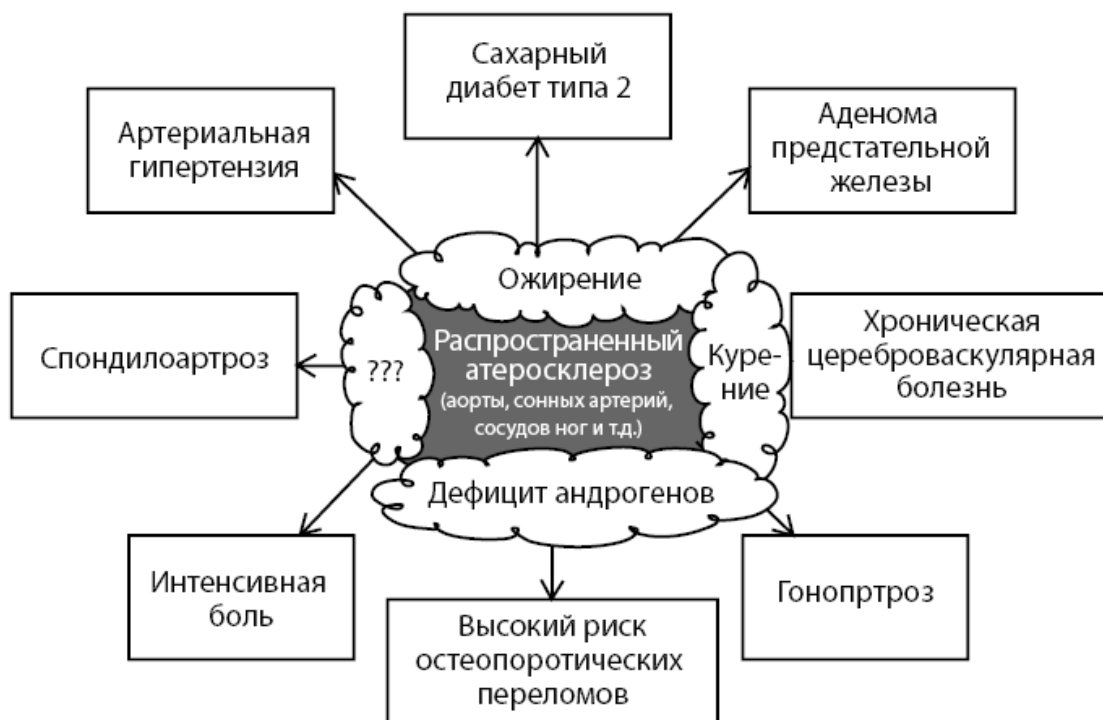 Сахарный
диабет типа 2
Артериальная
гипертензия
Аденома
предстательной
железы
Ожирение
Спондилоартроз
???
Распространенный
атеросклероз
(аорты, сонных артерий,
сосудов ног и т.д.)
Куре-
ние
Хроническая
цереброваскулярная
болезнь
Дефицит андрогенов
Интенсивная
боль
Высокий риск
остеопоротических
переломов
Гонопртроз